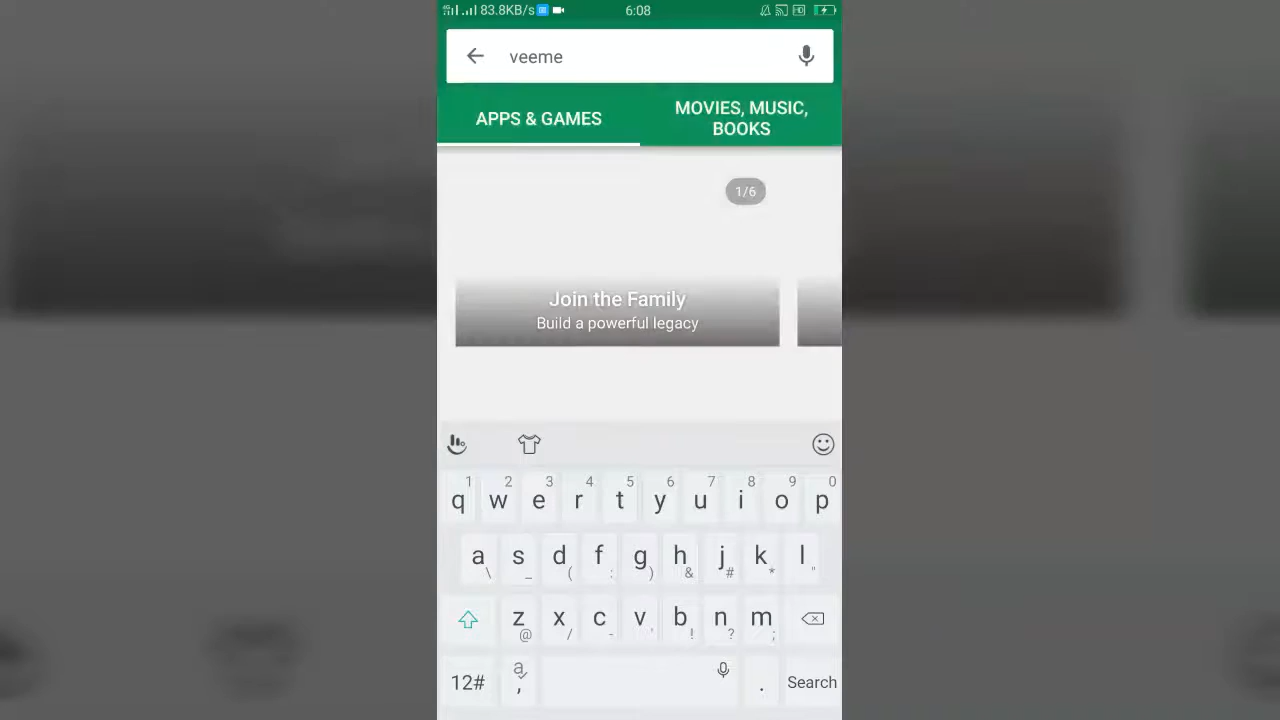 83.8KB/s 6:08 HD
veeme
APPS & GAMES
MOVIES, MUSIC,
BOOKS
1/6
Join the Family
Build a powerful legacy
1 2 3 4 5 6 7 8 9 0
q w e r t y u i o p
a s d f g h j k l
\ _ ( : ) & # * "
z x c v b n m
@ / - ' ! ? ;
12# a , . Search